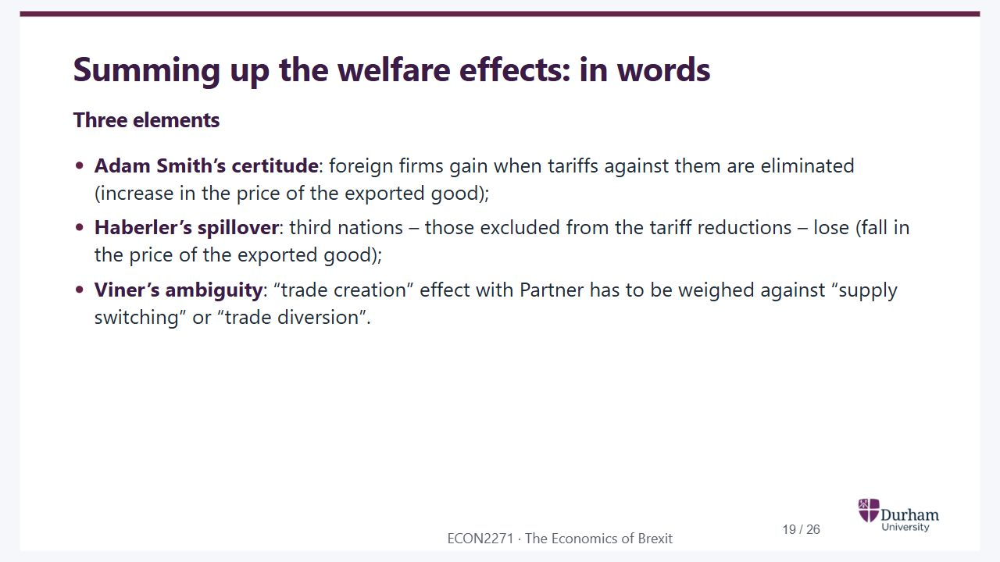 Summing up the welfare effects: in words
Three elements
• Adam Smith’s certitude: foreign firms gain when tariffs against them are eliminated
(increase in the price of the exported good);
• Haberler’s spillover: third nations – those excluded from the tariff reductions – lose (fall in
the price of the exported good);
• Viner’s ambiguity: “trade creation” effect with Partner has to be weighed against “supply
switching” or “trade diversion”.
ECON2271 · The Economics of Brexit
19 / 26
Durham
University